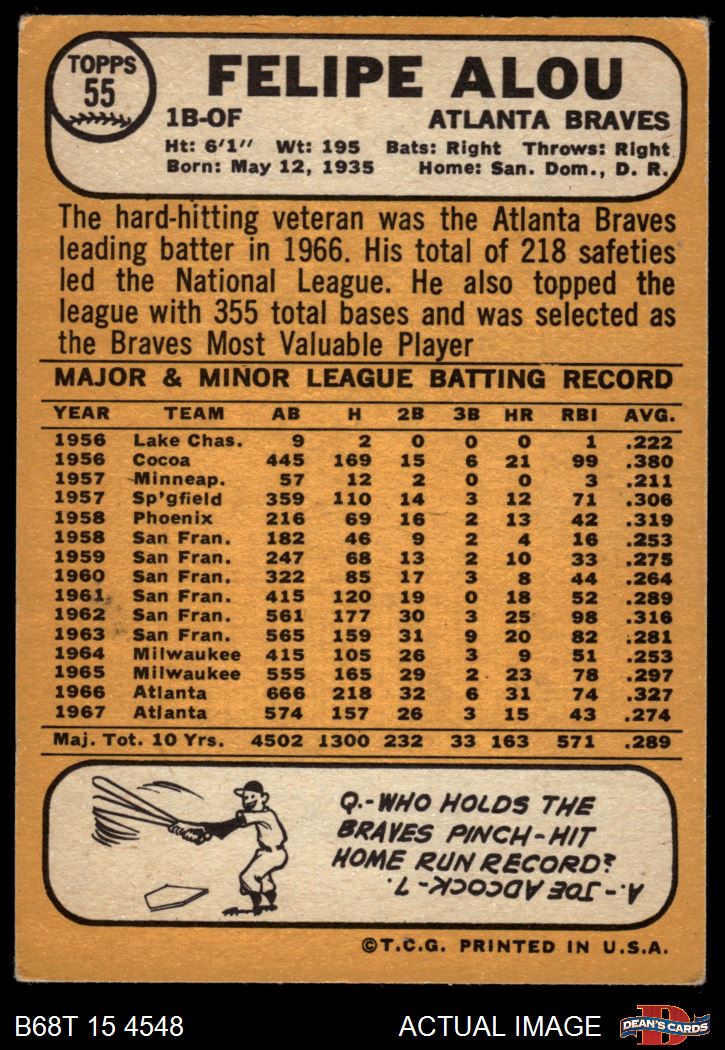 TOPPS
55
FELIPE ALOU
1B-OF ATLANTA BRAVES
Ht: 6'1" Wt: 195 Bats: Right Throws: Right
Born: May 12, 1935 Home: San. Dom., D. R.
The hard-hitting veteran was the Atlanta Braves
leading batter in 1966. His total of 218 safeties
led the National League. He also topped the
league with 355 total bases and was selected as
the Braves Most Valuable Player
MAJOR & MINOR LEAGUE BATTING RECORD
YEAR TEAM AB H 2B 3B HR RBI AVG.
1956 Lake Chas. 9 2 0 0 0 1 .222
1956 Cocoa 445 169 15 6 21 99 .380
1957 Minneap. 57 12 2 0 0 3 .211
1957 Sp'gfield 359 110 14 3 12 71 .306
1958 Phoenix 216 69 16 2 13 42 .319
1958 San Fran. 182 46 9 2 4 16 .253
1959 San Fran. 247 68 13 2 10 33 .275
1960 San Fran. 322 85 17 3 8 44 .264
1961 San Fran. 415 120 19 0 18 52 .289
1962 San Fran. 561 177 30 3 25 98 .316
1963 San Fran. 565 159 31 9 20 82 .281
1964 Milwaukee 415 105 26 3 9 51 .253
1965 Milwaukee 555 165 29 2 23 78 .297
1966 Atlanta 666 218 32 6 31 74 .327
1967 Atlanta 574 157 26 3 15 43 .274
Maj. Tot. 10 Yrs. 4502 1300 232 33 163 571 .289
Q.-WHO HOLDS THE
BRAVES PINCH-HIT
HOME RUN RECORD?
A.-JOE ADCOCK-7.
©T.C.G. PRINTED IN U.S.A.
B68T 15 4548 ACTUAL IMAGE D DEAN'S CARDS